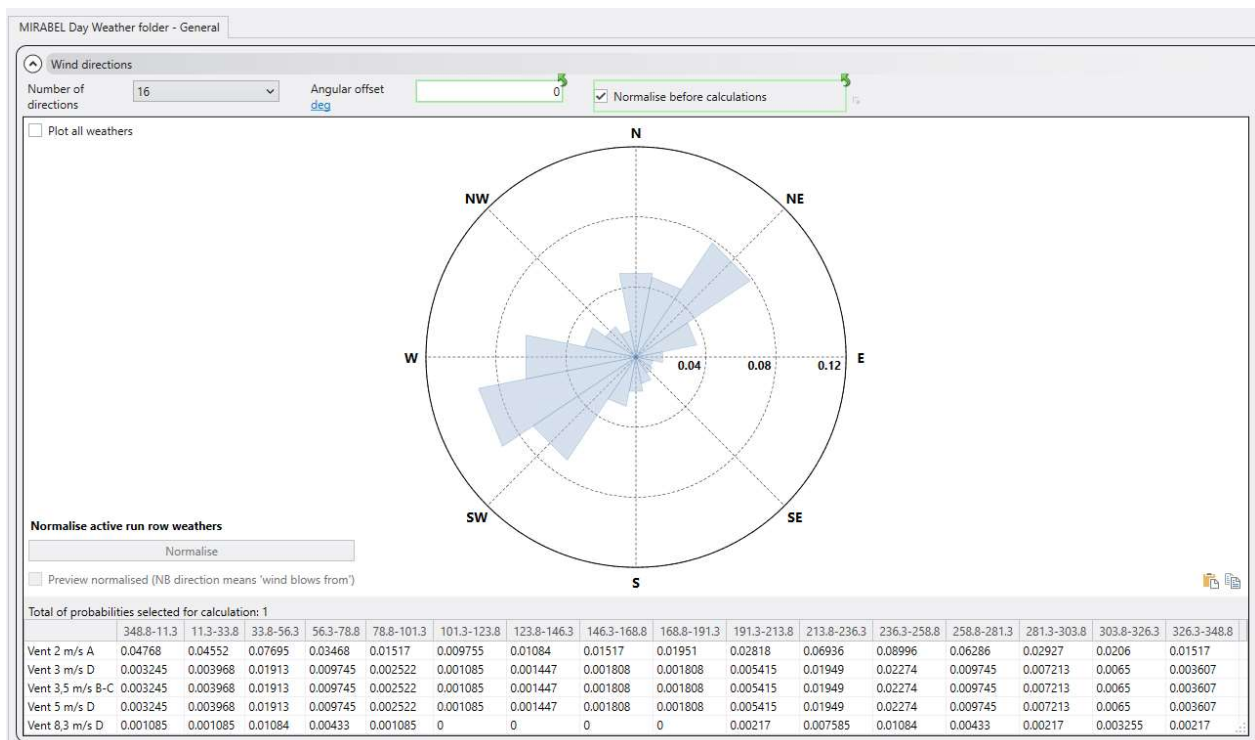 MIRABEL Day Weather folder - General
Wind directions
Number of directions 16 Angular offset deg 0 Normalise before calculations
Plot all weathers
N
NW NE
W 0.04 0.08 0.12 E
SW SE
S
Normalise active run row weathers
Normalise
Preview normalised (NB direction means 'wind blows from')
Total of probabilities selected for calculation: 1
348.8-11.3 11.3-33.8 33.8-56.3 56.3-78.8 78.8-101.3 101.3-123.8 123.8-146.3 146.3-168.8 168.8-191.3 191.3-213.8 213.8-236.3 236.3-258.8 258.8-281.3 281.3-303.8 303.8-326.3 326.3-348.8
Vent 2 m/s A 0.04768 0.04552 0.07695 0.03468 0.01517 0.009755 0.01084 0.01517 0.01951 0.02818 0.06936 0.08996 0.06286 0.02927 0.0206 0.01517
Vent 3 m/s D 0.003245 0.003968 0.01913 0.009745 0.002522 0.001085 0.001447 0.001808 0.001808 0.005415 0.01949 0.02274 0.009745 0.007213 0.0065 0.003607
Vent 3,5 m/s B-C 0.003245 0.003968 0.01913 0.009745 0.002522 0.001085 0.001447 0.001808 0.001808 0.005415 0.01949 0.02274 0.009745 0.007213 0.0065 0.003607
Vent 5 m/s D 0.003245 0.003968 0.01913 0.009745 0.002522 0.001085 0.001447 0.001808 0.001808 0.005415 0.01949 0.02274 0.009745 0.007213 0.0065 0.003607
Vent 8,3 m/s D 0.001085 0.001085 0.01084 0.00433 0.001085 0 0 0 0 0.00217 0.007585 0.01084 0.00433 0.00217 0.003255 0.00217